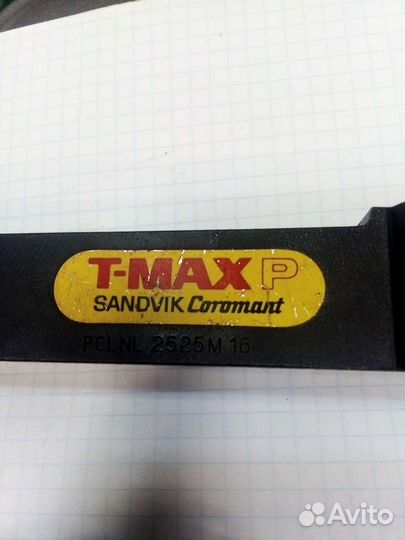 T-MAX P
SANDVIK Coromant
PCLNL 2525M 16
Avito